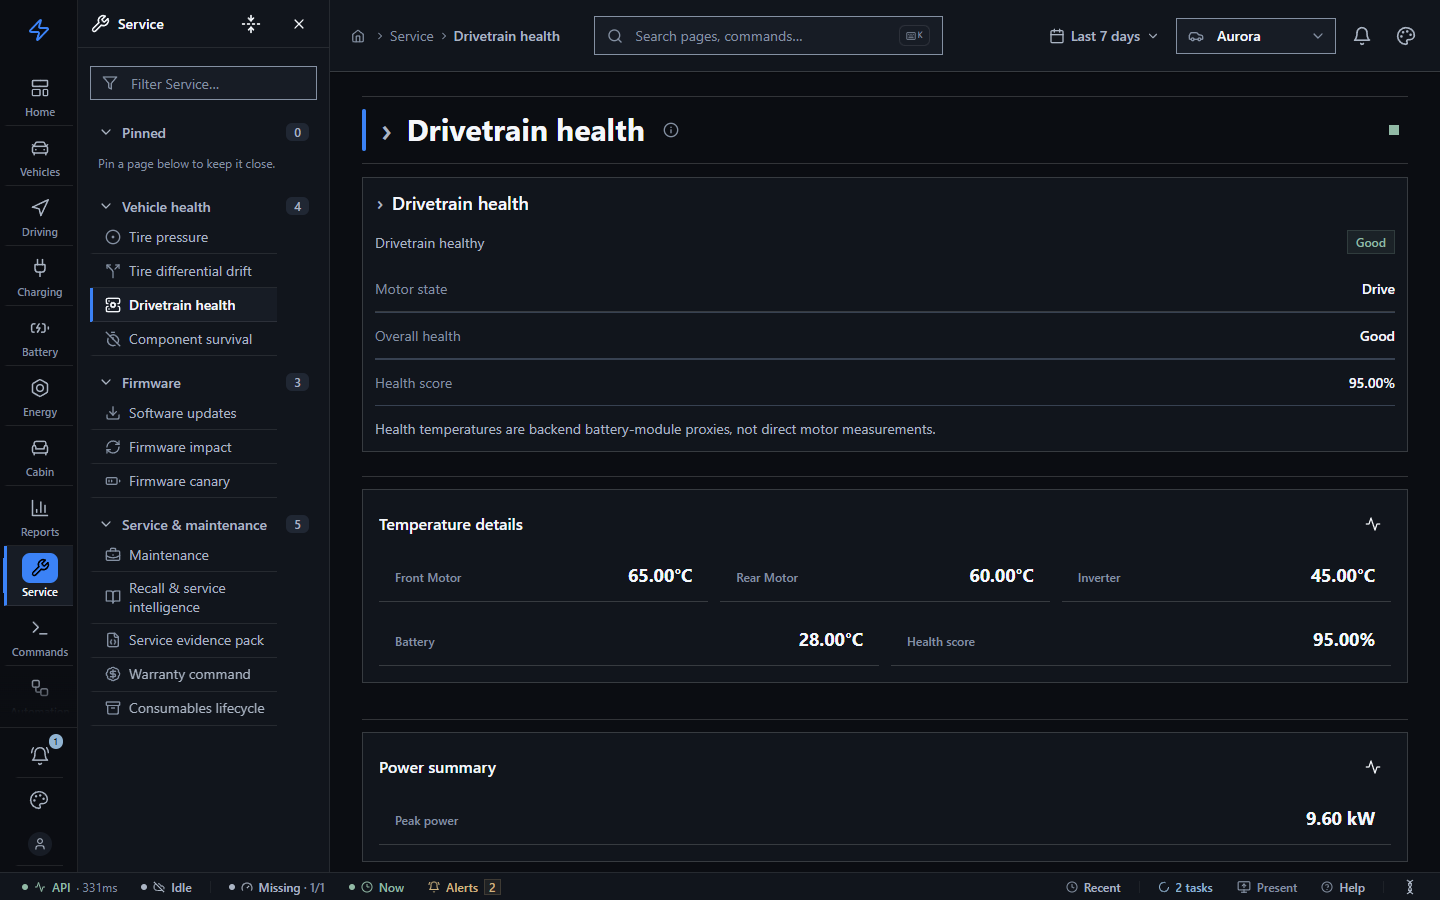 Home
Vehicles
Driving
Charging
Battery
Energy
Cabin
Reports
Service
Commands
1
Service
Filter Service...
Pinned 0
Pin a page below to keep it close.
Vehicle health 4
Tire pressure
Tire differential drift
Drivetrain health
Component survival
Firmware 3
Software updates
Firmware impact
Firmware canary
Service & maintenance 5
Maintenance
Recall & service
intelligence
Service evidence pack
Warranty command
Consumables lifecycle
Service Drivetrain health
Search pages, commands... K
Last 7 days
Aurora
Drivetrain health
Drivetrain health
Drivetrain healthy Good
Motor state Drive
Overall health Good
Health score 95.00%
Health temperatures are backend battery-module proxies, not direct motor measurements.
Temperature details
Front Motor 65.00°C Rear Motor 60.00°C Inverter 45.00°C
Battery 28.00°C Health score 95.00%
Power summary
Peak power 9.60 kW
API · 331ms Idle Missing · 1/1 Now Alerts 2 Recent 2 tasks Present Help